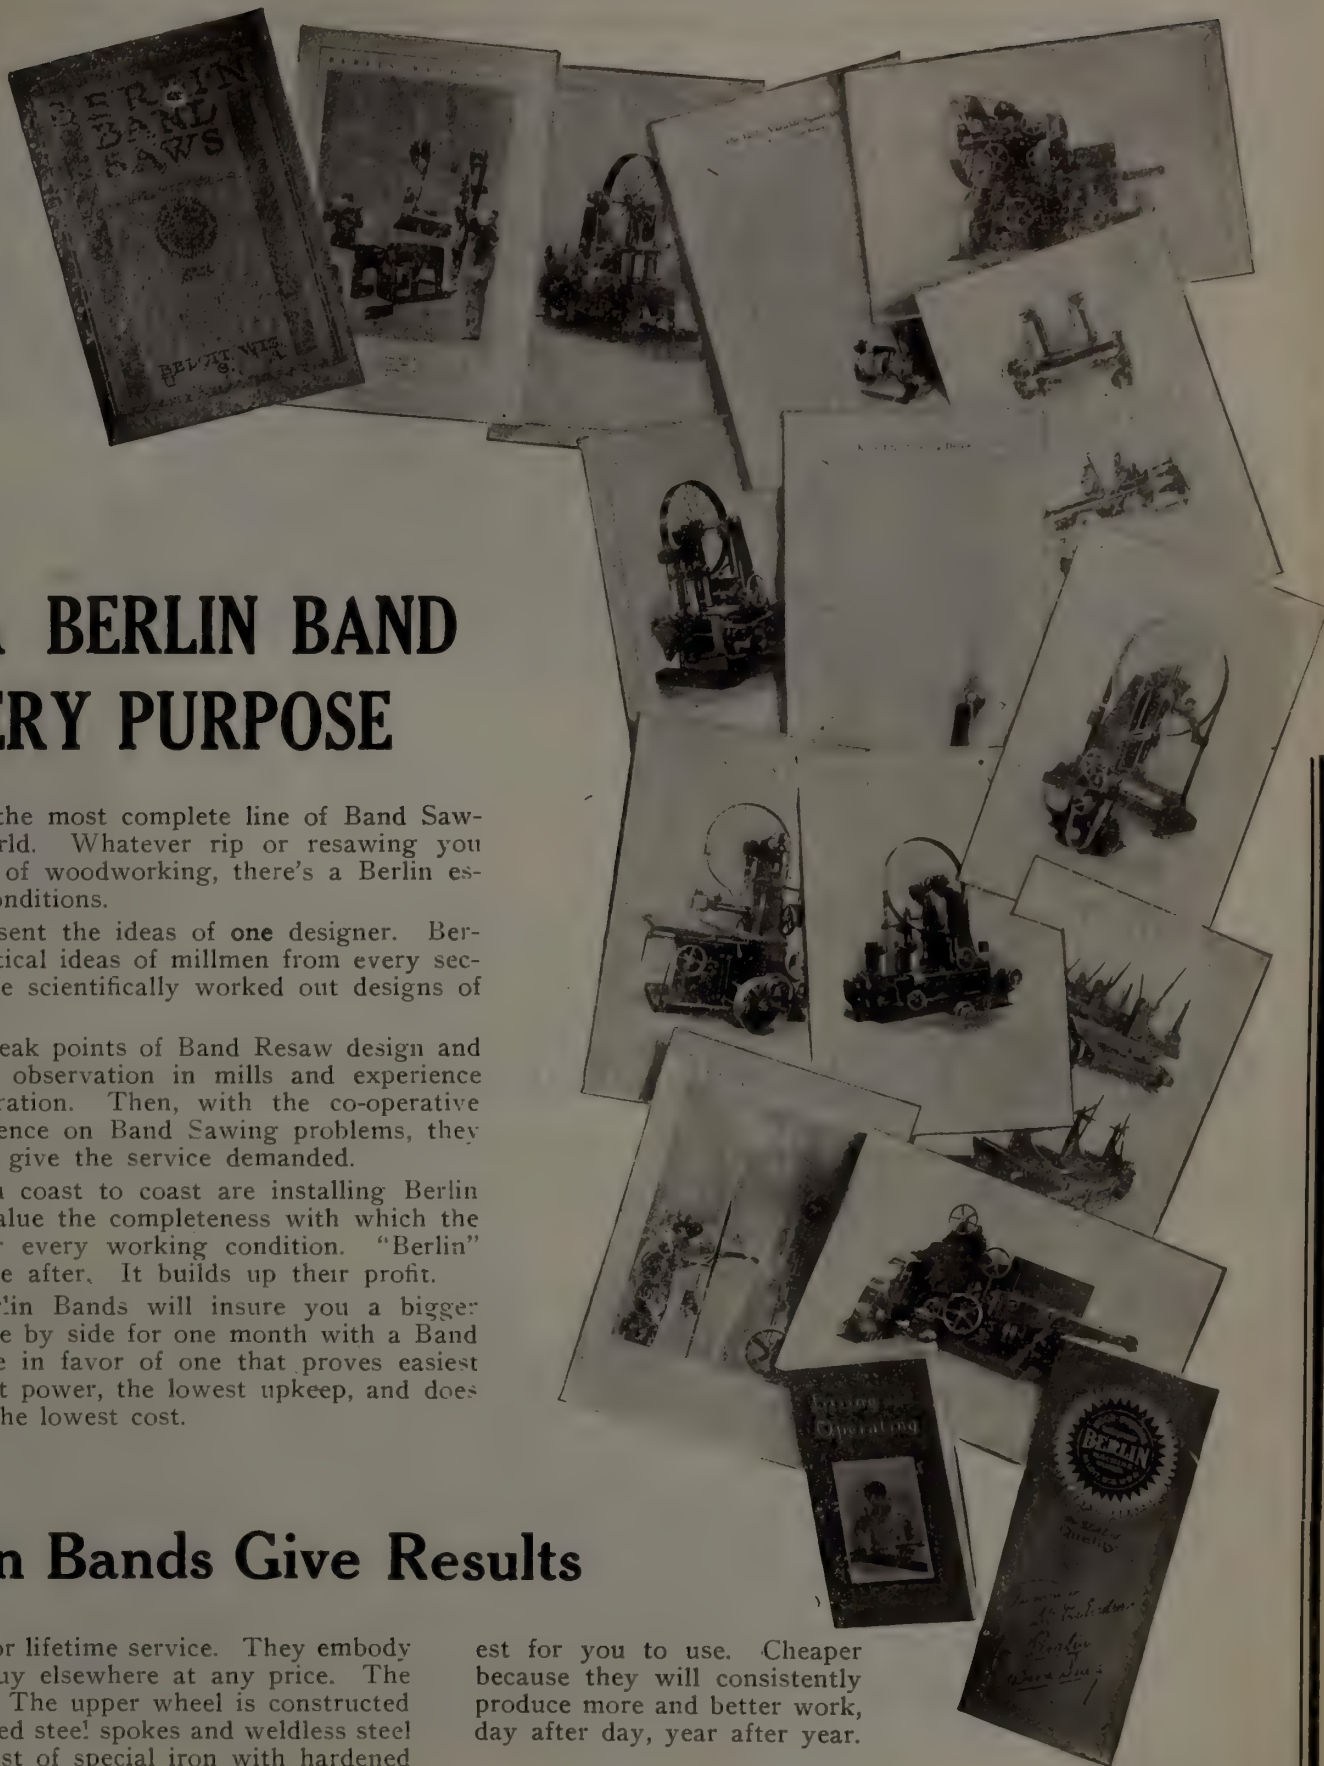 BERLIN
BAND
SAWS
BELOIT, WIZ.
BERLIN BAND
ERY PURPOSE
the most complete line of Band Saw-
rld. Whatever rip or resawing you
of woodworking, there's a Berlin es-
onditions.
sent the ideas of one designer. Ber-
tical ideas of millmen from every sec-
e scientifically worked out designs of
eak points of Band Resaw design and
observation in mills and experience
ration. Then, with the co-operative
ence on Band Sawing problems, they
give the service demanded.
coast to coast are installing Berlin
alue the completeness with which the
r every working condition. "Berlin"
e after. It builds up their profit.
rlin Bands will insure you a bigger
e by side for one month with a Band
e in favor of one that proves easiest
t power, the lowest upkeep, and does
he lowest cost.
Operating
BERLIN
Quality
n Bands Give Results
or lifetime service. They embody
uy elsewhere at any price. The
The upper wheel is constructed
ed steel spokes and weldless steel
st of special iron with hardened
est for you to use. Cheaper
because they will consistently
produce more and better work,
day after day, year after year.